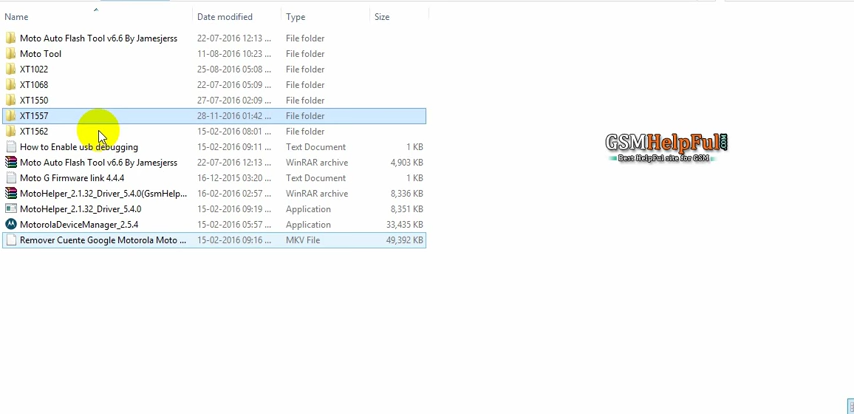 Name Date modified Type Size
Moto Auto Flash Tool v6.6 By Jamesjerss 22-07-2016 12:13 ... File folder
Moto Tool 11-08-2016 10:23 ... File folder
XT1022 25-08-2016 05:08 ... File folder
XT1068 22-07-2016 05:09 ... File folder
XT1550 27-07-2016 02:09 ... File folder
XT1557 28-11-2016 01:42 ... File folder
XT1562 15-02-2016 08:01 ... File folder
How to Enable usb debugging 15-02-2016 09:11 ... Text Document 1 KB
Moto Auto Flash Tool v6.6 By Jamesjerss 22-07-2016 12:13 ... WinRAR archive 4,903 KB
Moto G Firmware link 4.4.4 16-12-2015 03:20 ... Text Document 1 KB
MotoHelper_2.1.32_Driver_5.4.0(GsmHelp... 16-02-2016 02:57 ... WinRAR archive 8,336 KB
MotoHelper_2.1.32_Driver_5.4.0 15-02-2016 09:19 ... Application 8,351 KB
MotorolaDeviceManager_2.5.4 15-02-2016 05:57 ... Application 33,435 KB
Remover Cuente Google Motorola Moto ... 15-02-2016 09:16 ... MKV File 49,392 KB
GSMHelpFul.COM
Best HelpFul site for GSM